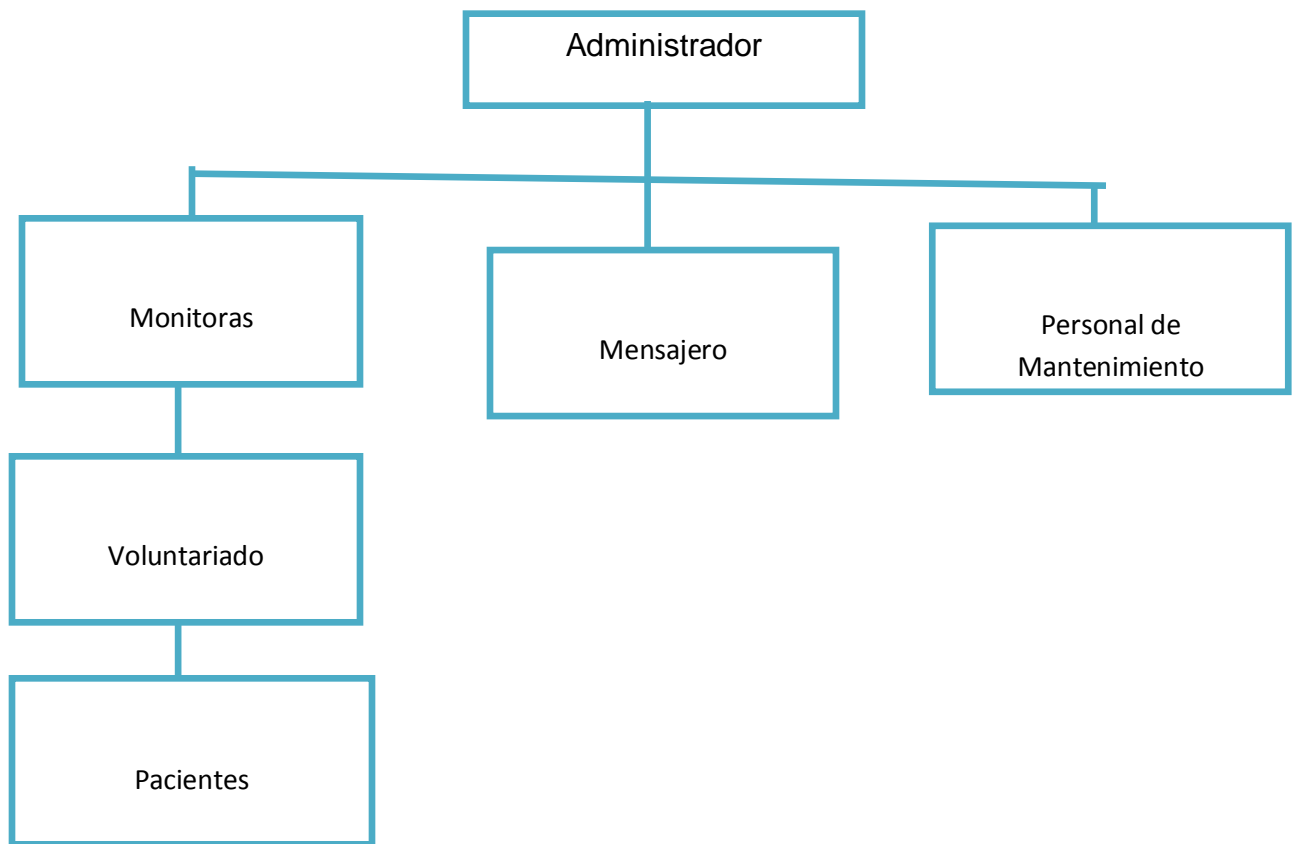 Administrador
Monitoras
Mensajero
Personal de
Mantenimiento
Voluntariado
Pacientes